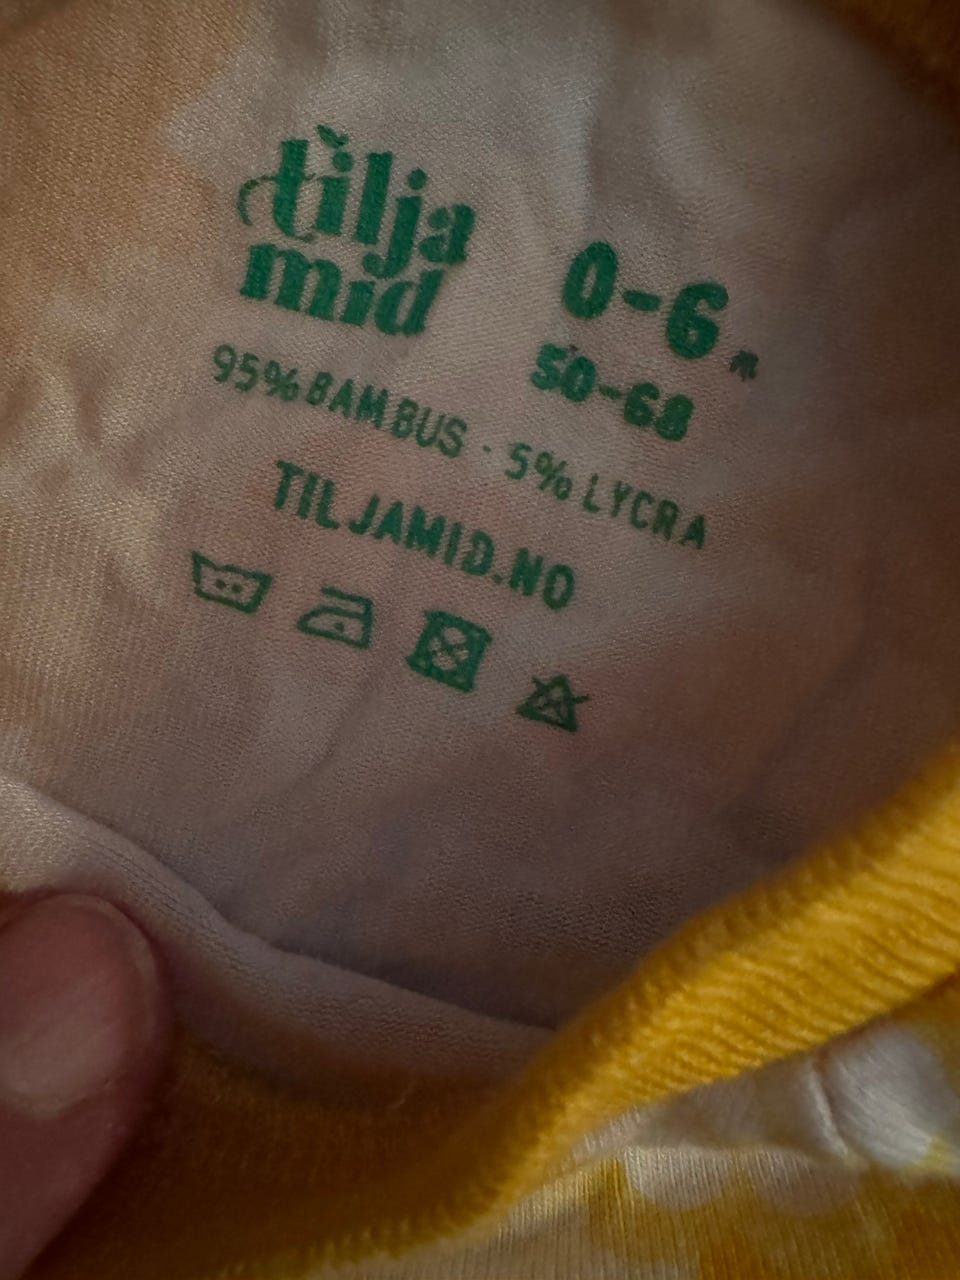 tilja
mid
0-6 m
50-68
95% BAMBUS · 5% LYCRA
TILJAMID.NO